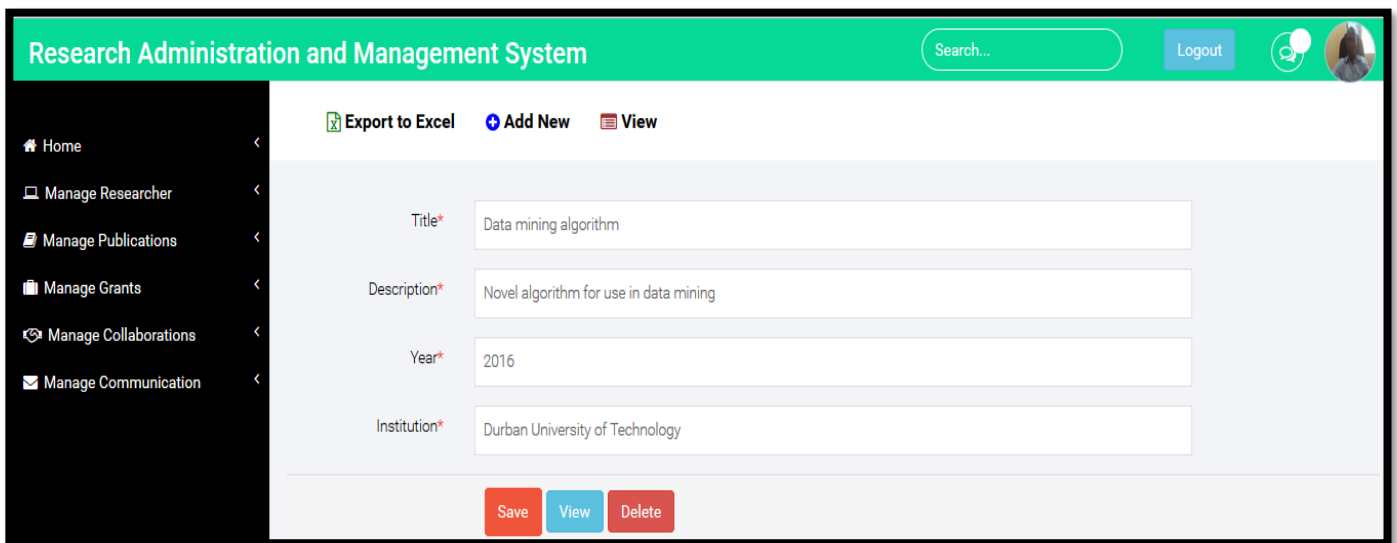 Research Administration and Management System
Search...
Logout
Export to Excel Add New View
Home
Manage Researcher
Manage Publications
Manage Grants
Manage Collaborations
Manage Communication
Title* Data mining algorithm
Description* Novel algorithm for use in data mining
Year* 2016
Institution* Durban University of Technology
Save View Delete